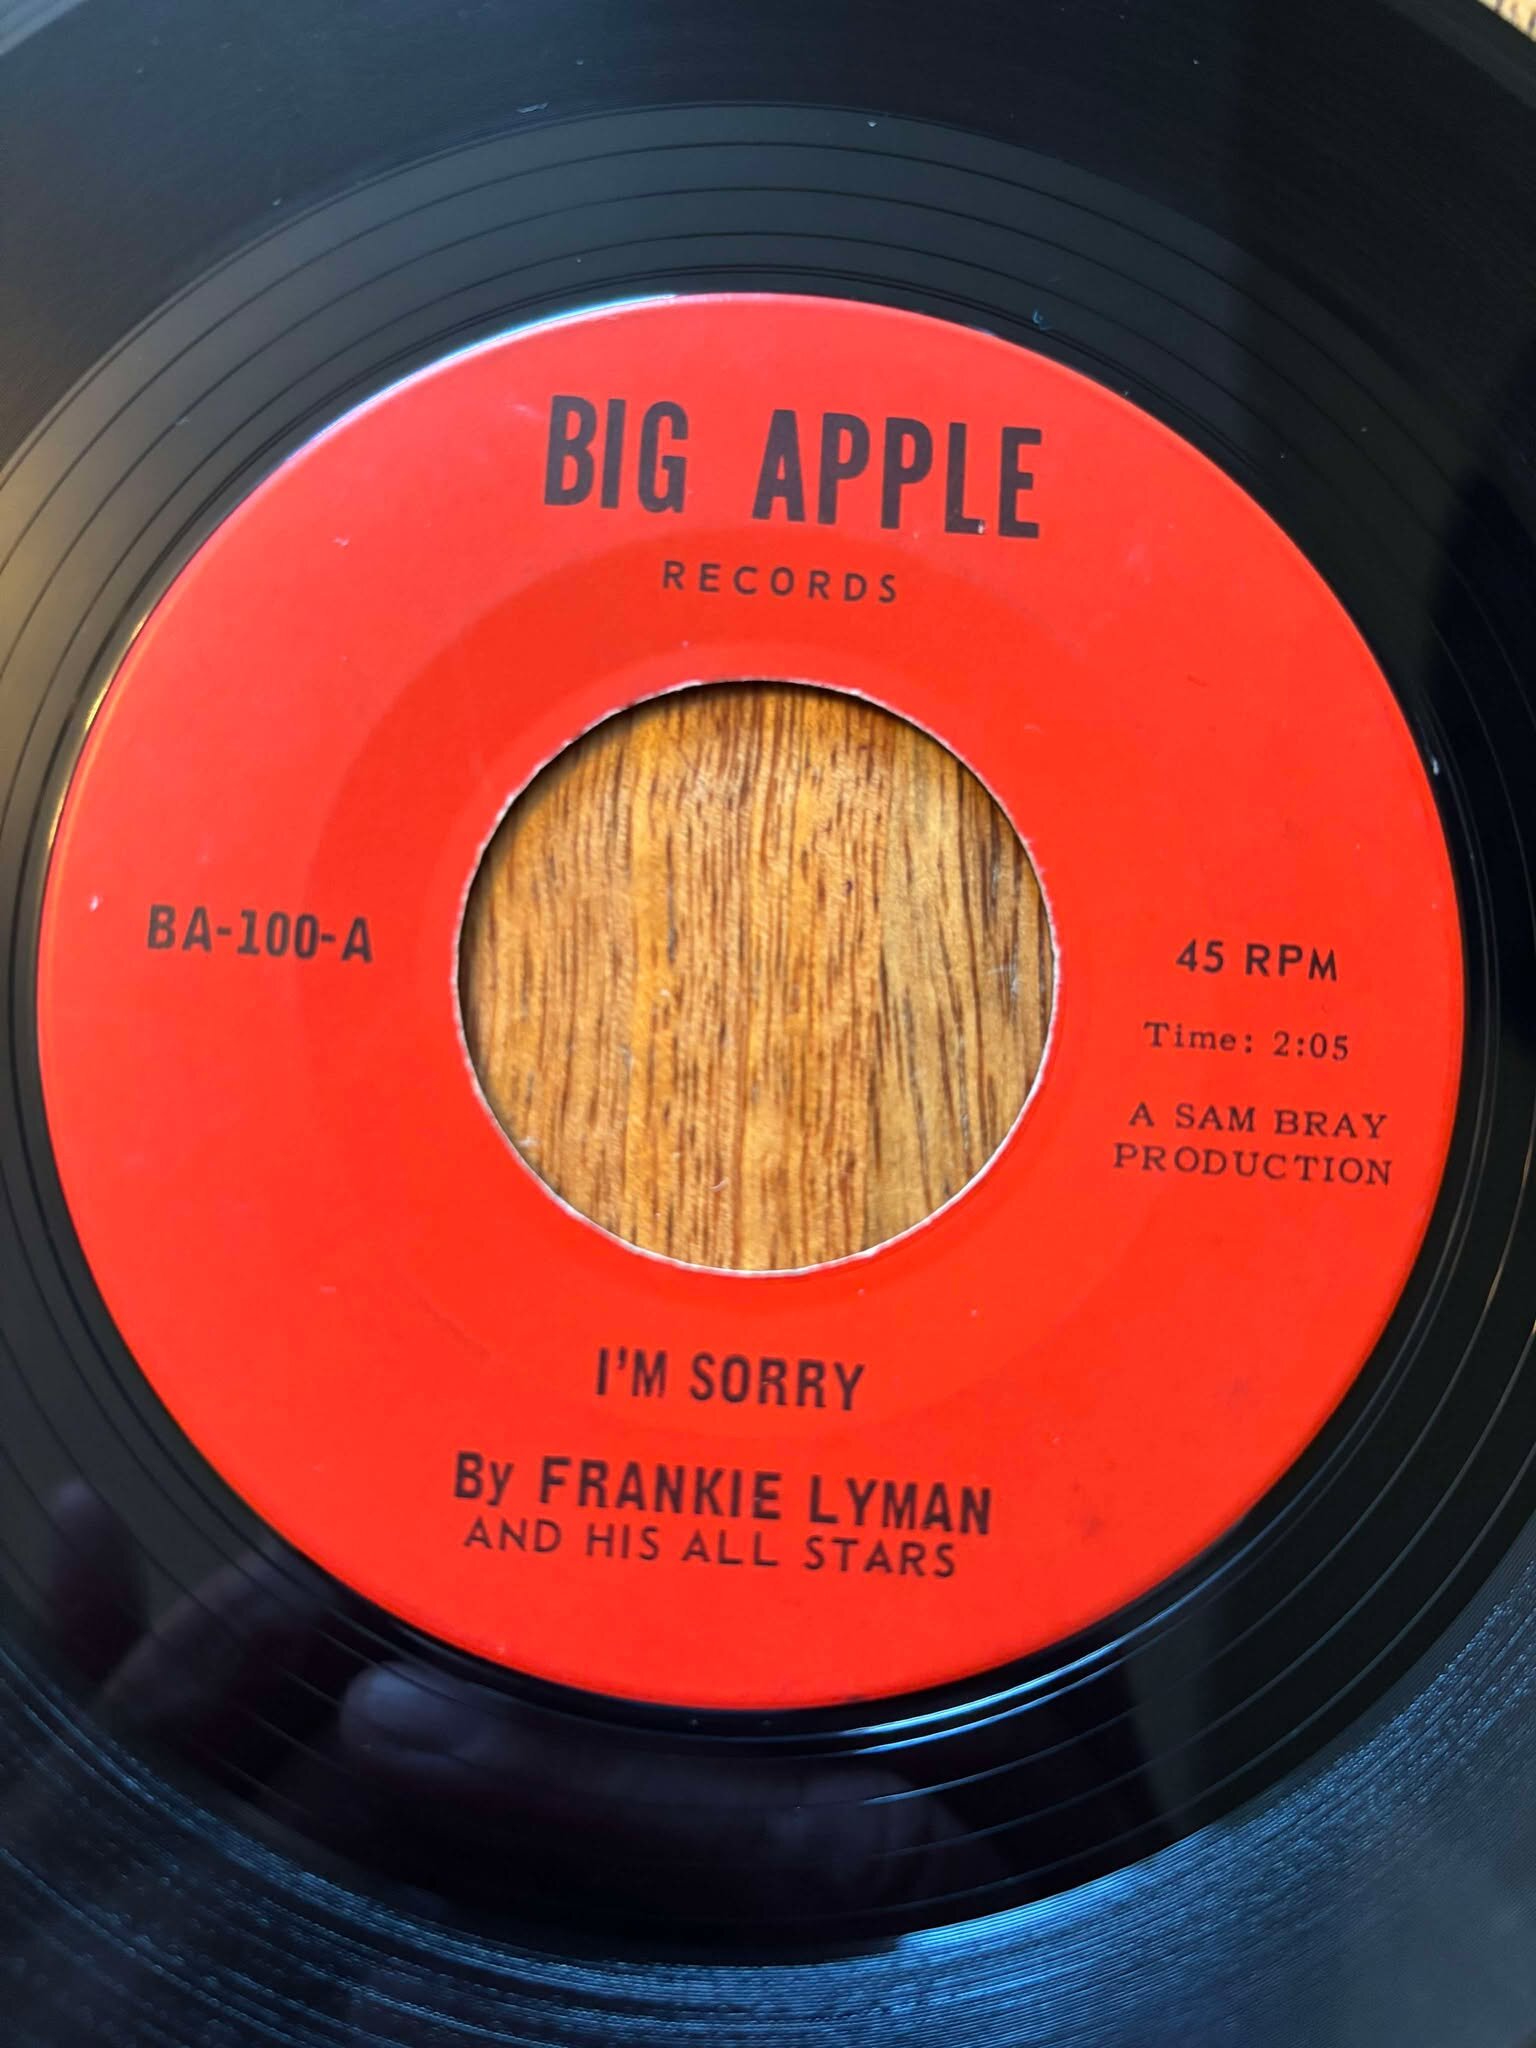 BIG APPLE
RECORDS
BA-100-A
45 RPM
Time: 2:05
A SAM BRAY
PRODUCTION
I'M SORRY
By FRANKIE LYMAN
AND HIS ALL STARS